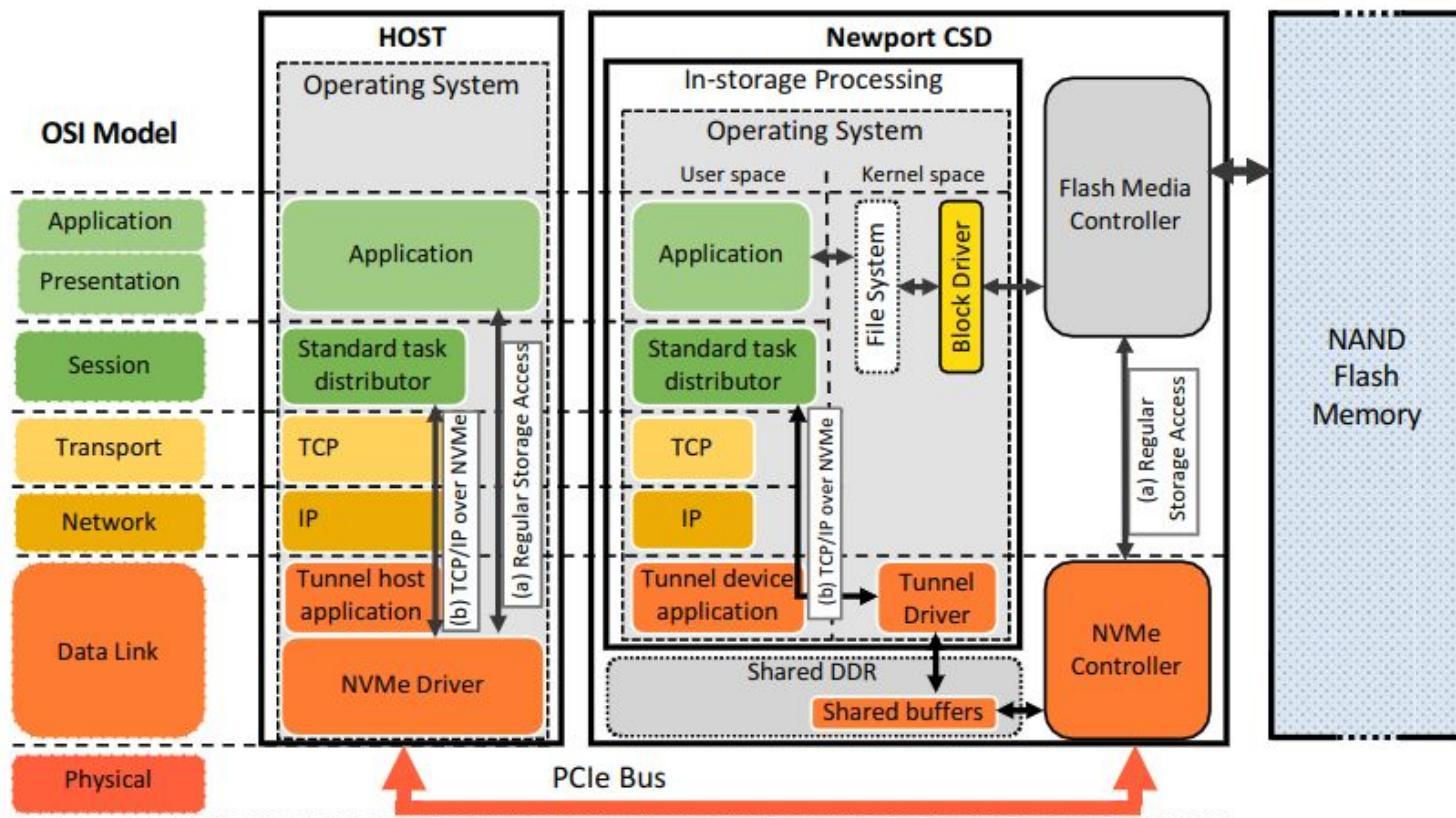 HOST
Newport CSD
Operating System
In-storage Processing
OSI Model
Operating System
User space
Kernel space
Application
Presentation
Session
Transport
Network
Data Link
Physical
Application
Standard task
distributor
TCP
IP
Tunnel host
application
NVMe Driver
(b) TCP/IP over NVMe
(a) Regular Storage Access
Application
Standard task
distributor
TCP
IP
Tunnel device
application
(b) TCP/IP over NVMe
File System
Block Driver
Tunnel
Driver
Shared DDR
Shared buffers
Flash Media
Controller
(a) Regular
Storage Access
NVMe
Controller
NAND
Flash
Memory
PCIe Bus